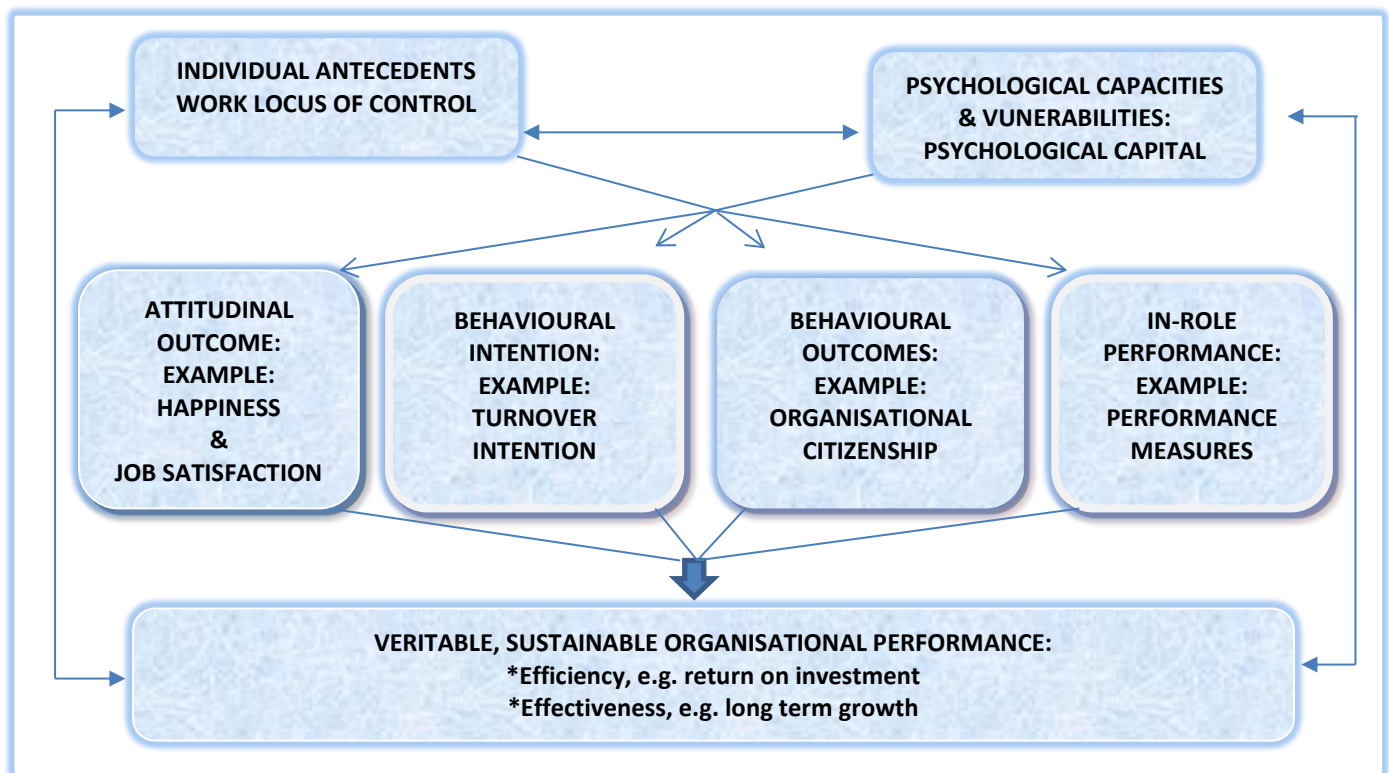 INDIVIDUAL ANTECEDENTS
WORK LOCUS OF CONTROL
PSYCHOLOGICAL CAPACITIES
& VUNERABILITIES:
PSYCHOLOGICAL CAPITAL
ATTITUDINAL
OUTCOME:
EXAMPLE:
HAPPINESS
&
JOB SATISFACTION
BEHAVIOURAL
INTENTION:
EXAMPLE:
TURNOVER
INTENTION
BEHAVIOURAL
OUTCOMES:
EXAMPLE:
ORGANISATIONAL
CITIZENSHIP
IN-ROLE
PERFORMANCE:
EXAMPLE:
PERFORMANCE
MEASURES
VERITABLE, SUSTAINABLE ORGANISATIONAL PERFORMANCE:
*Efficiency, e.g. return on investment
*Effectiveness, e.g. long term growth